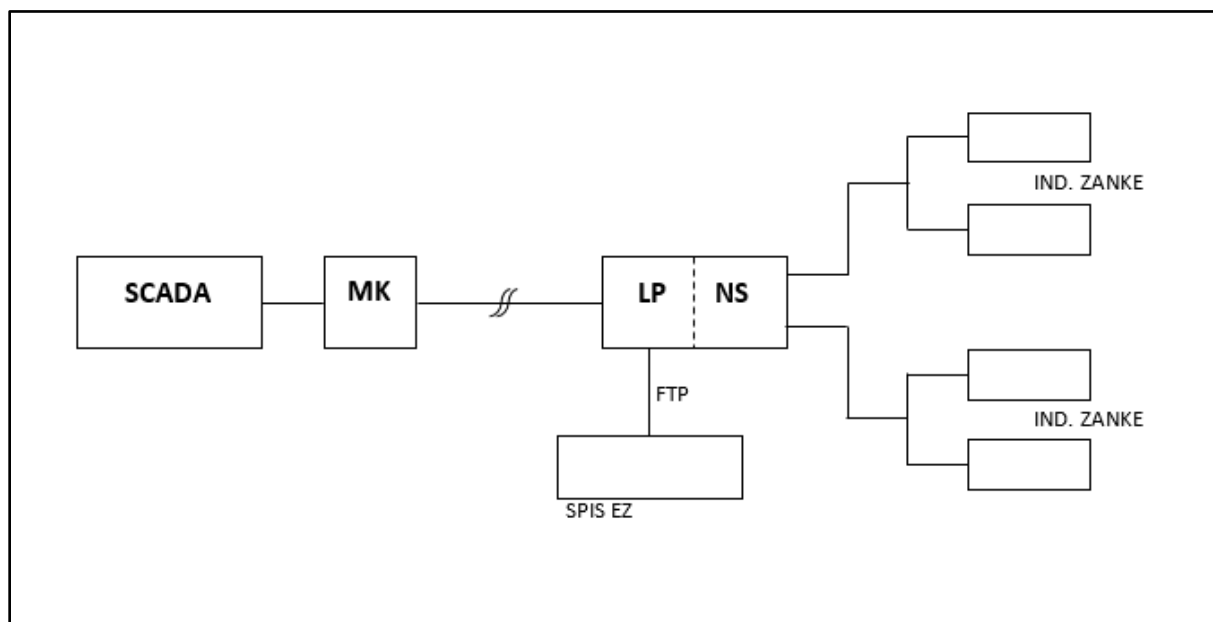 IND. ZANKE
SCADA
MK
LP
NS
FTP
IND. ZANKE
SPIS EZ